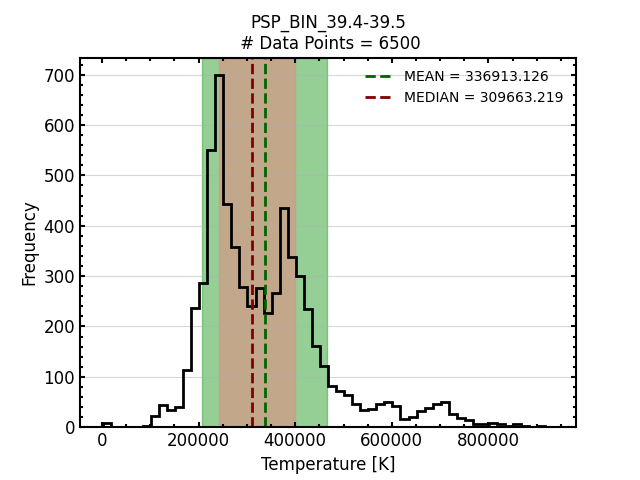 PSP_BIN_39.4-39.5
# Data Points = 6500
MEAN = 336913.126
MEDIAN = 309663.219
700
600
500
400
300
200
100
0
Frequency
0 200000 400000 600000 800000
Temperature [K]